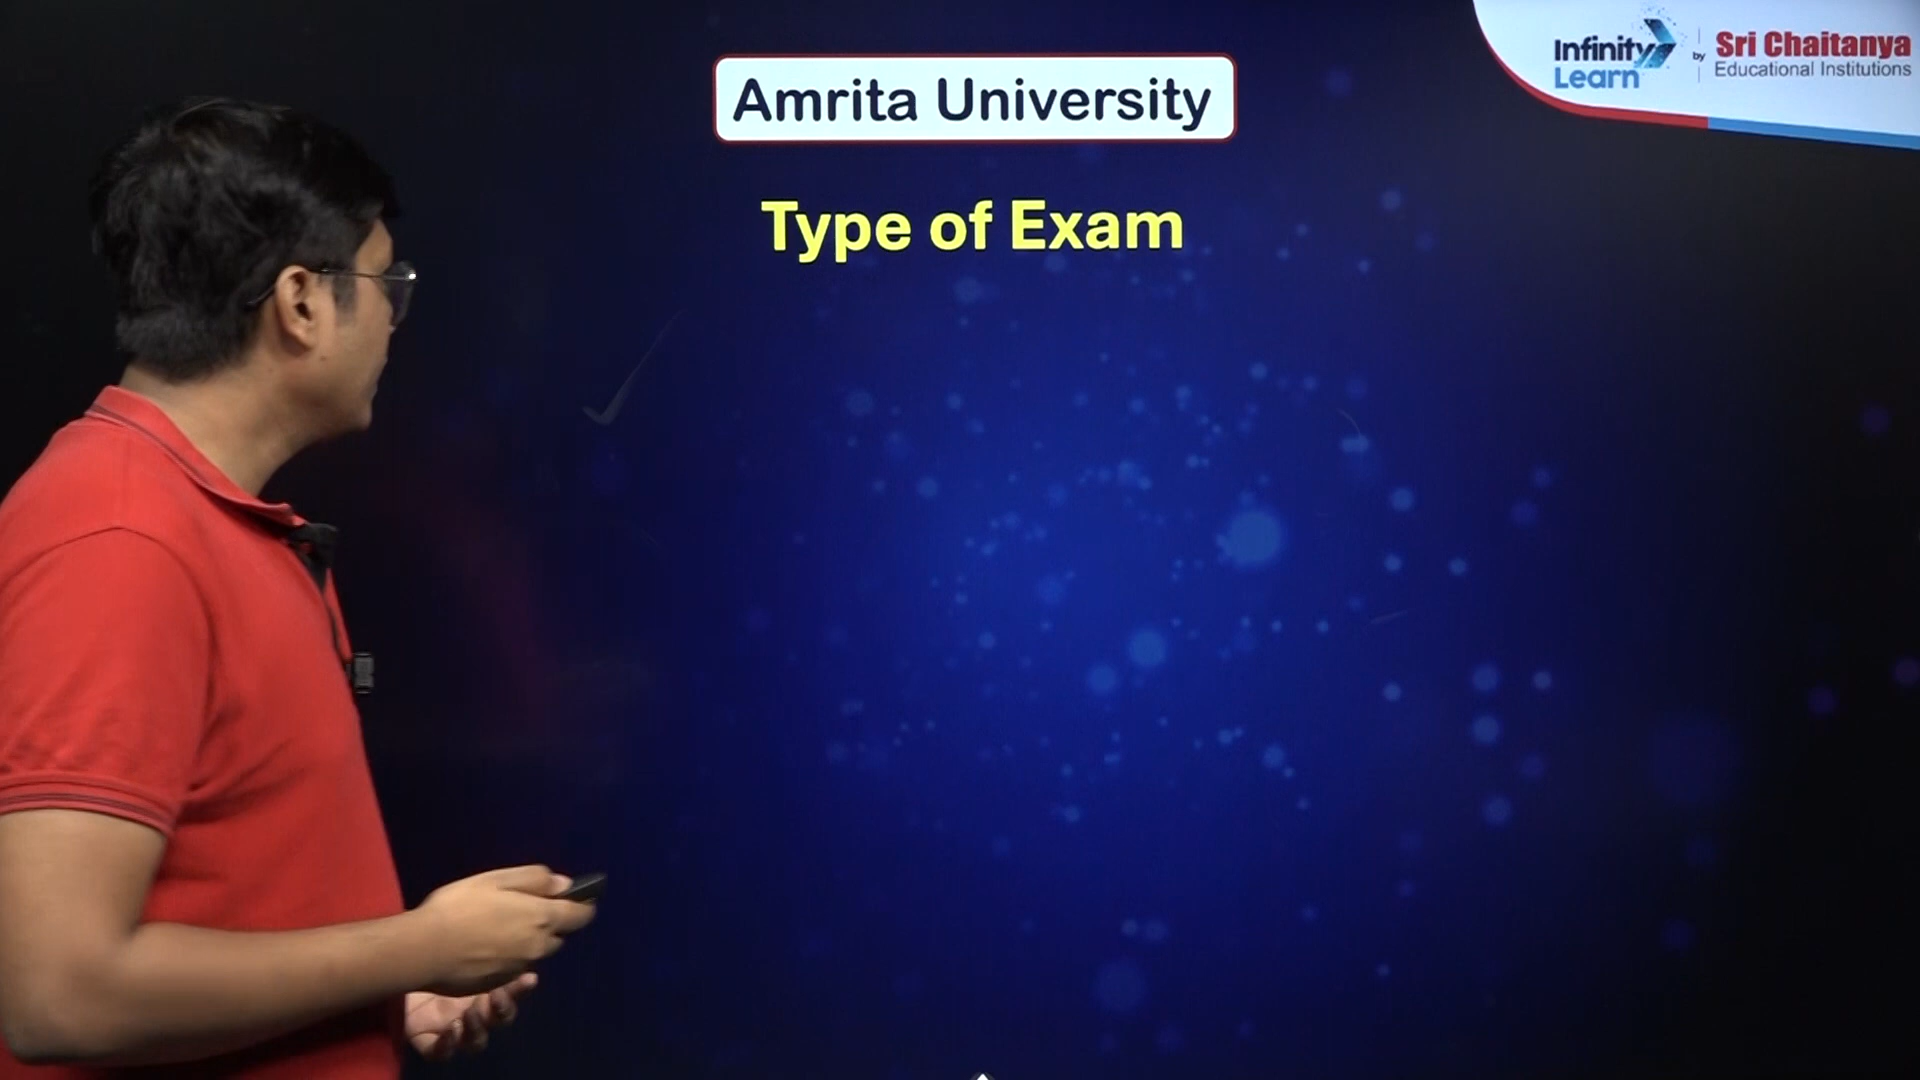 Amrita University
Type of Exam
Infinity Learn by Sri Chaitanya Educational Institutions